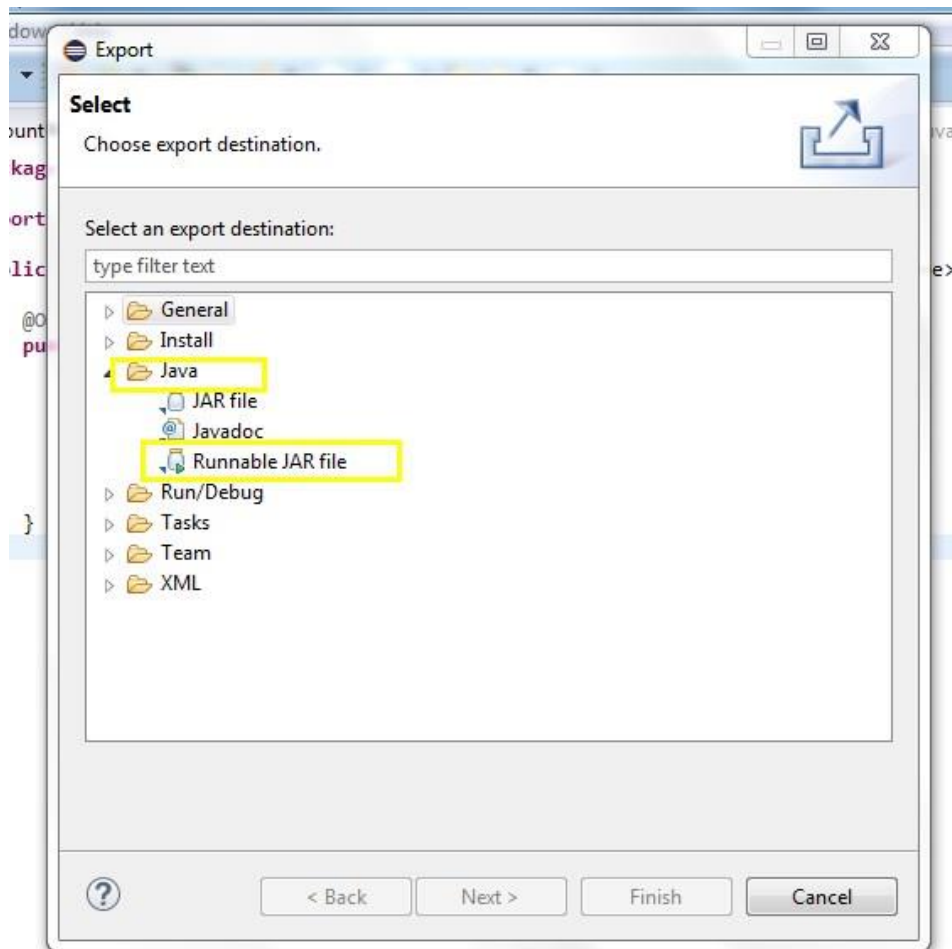 Export
Select
Choose export destination.
Select an export destination:
type filter text
General
Install
Java
JAR file
Javadoc
Runnable JAR file
Run/Debug
Tasks
Team
XML
< Back
Next >
Finish
Cancel